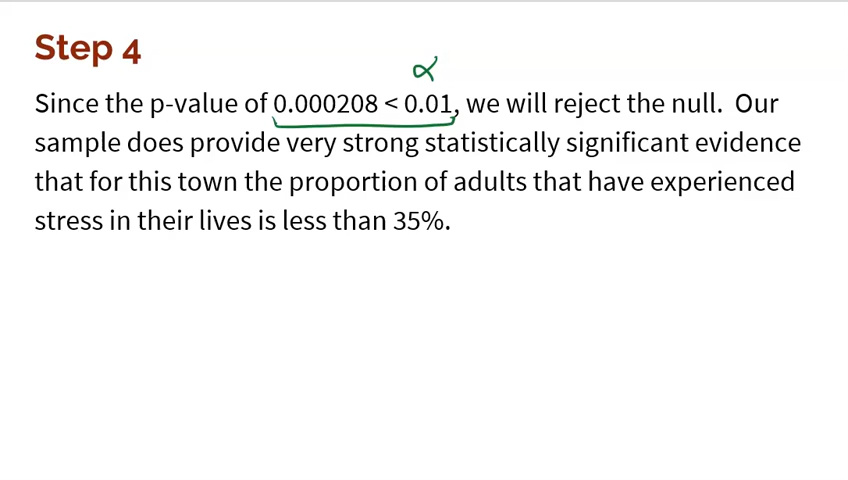 Step 4
α
Since the p-value of 0.000208 < 0.01, we will reject the null.  Our
sample does provide very strong statistically significant evidence
that for this town the proportion of adults that have experienced
stress in their lives is less than 35%.